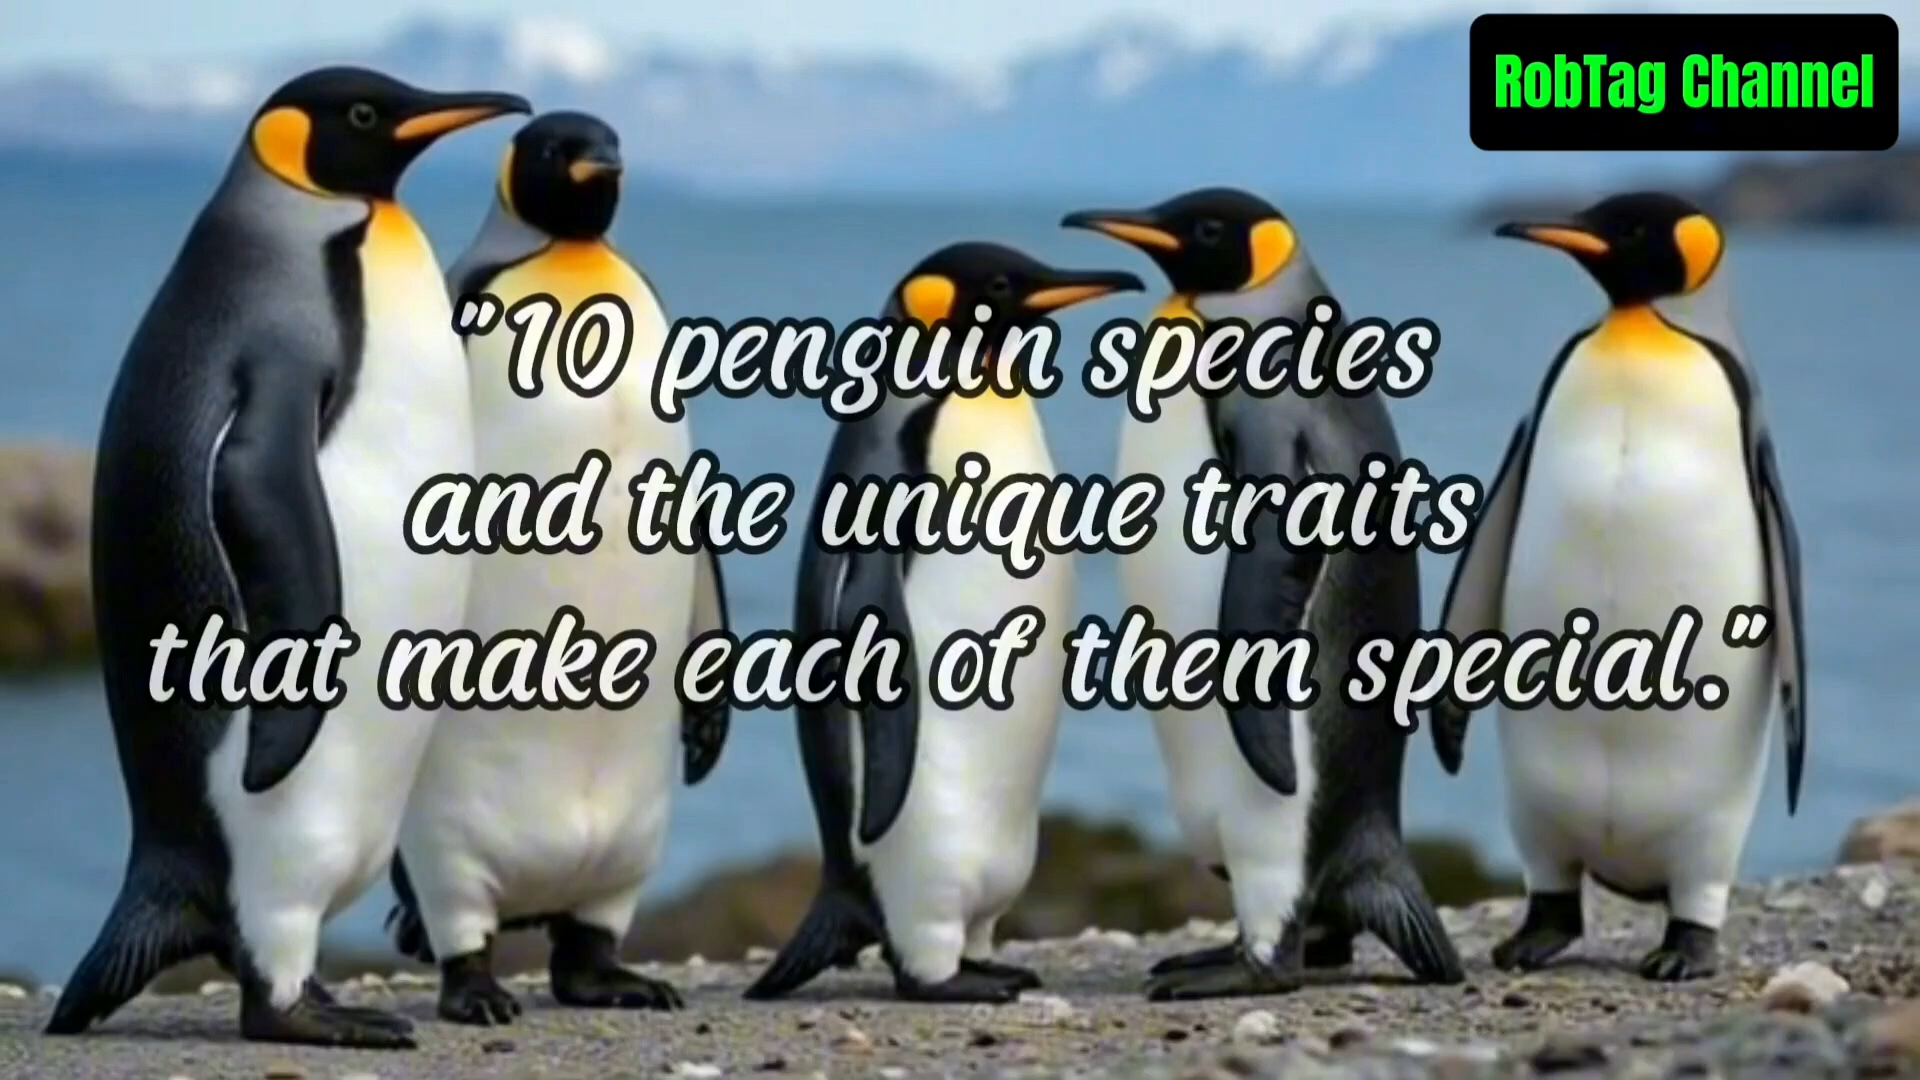 RobTag Channel
"10 penguin species
and the unique traits
that make each of them special."